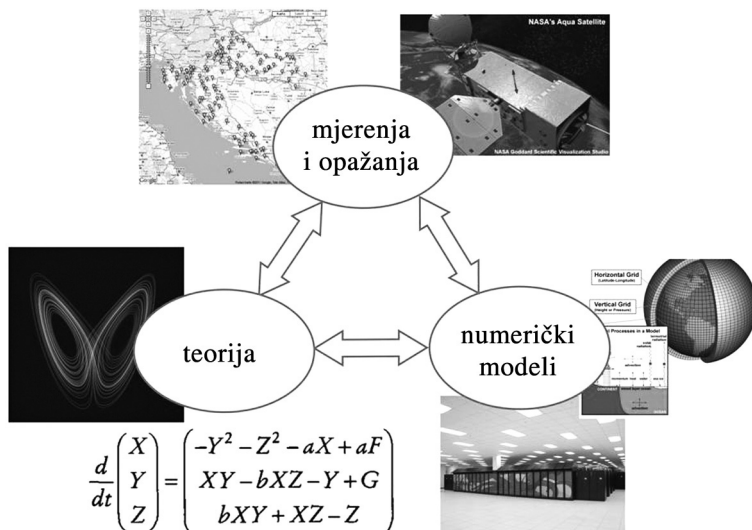 NASA's Aqua Satellite
NASA Goddard Scientific Visualization Studio
mjerenja
i opažanja
teorija
numerički
modeli
Horizontal Grid
(Latitude-Longitude)
Vertical Grid
(Height or Pressure)
Processes in a Model
d/dt (X Y Z) = (-Y² - Z² - aX + aF
XY - bXZ - Y + G
bXY + XZ - Z)